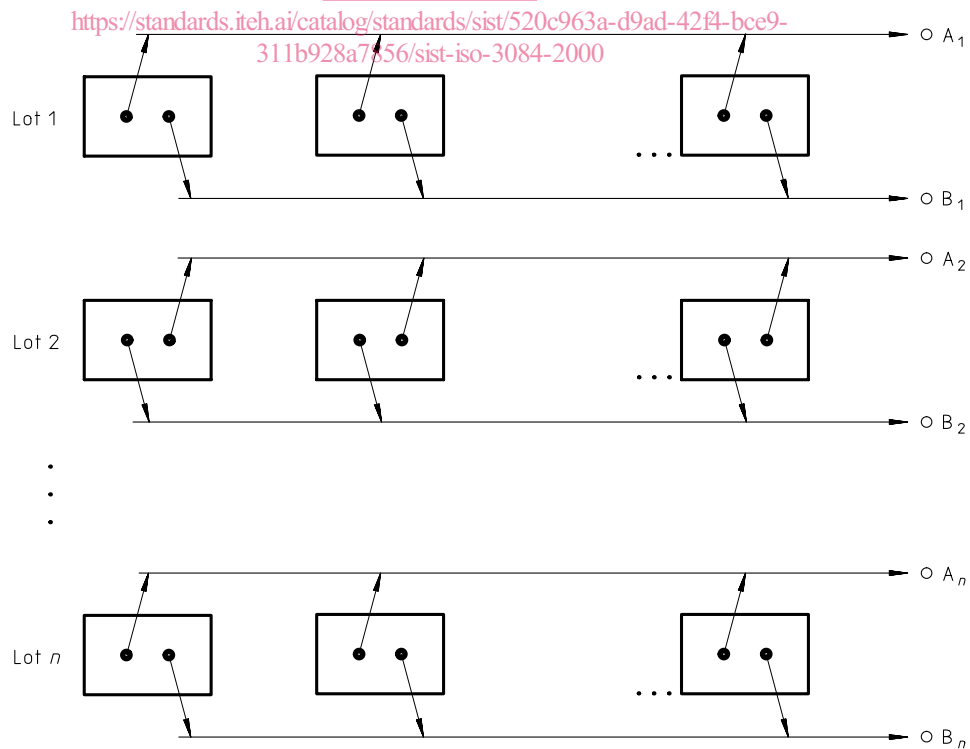 https://standards.iteh.ai/catalog/standards/sist/520c963a-d9ad-42f4-bce9-
311b928a7856/sist-iso-3084-2000
A1
Lot 1
...
B1
A2
Lot 2
...
B2
An
Lot n
...
Bn